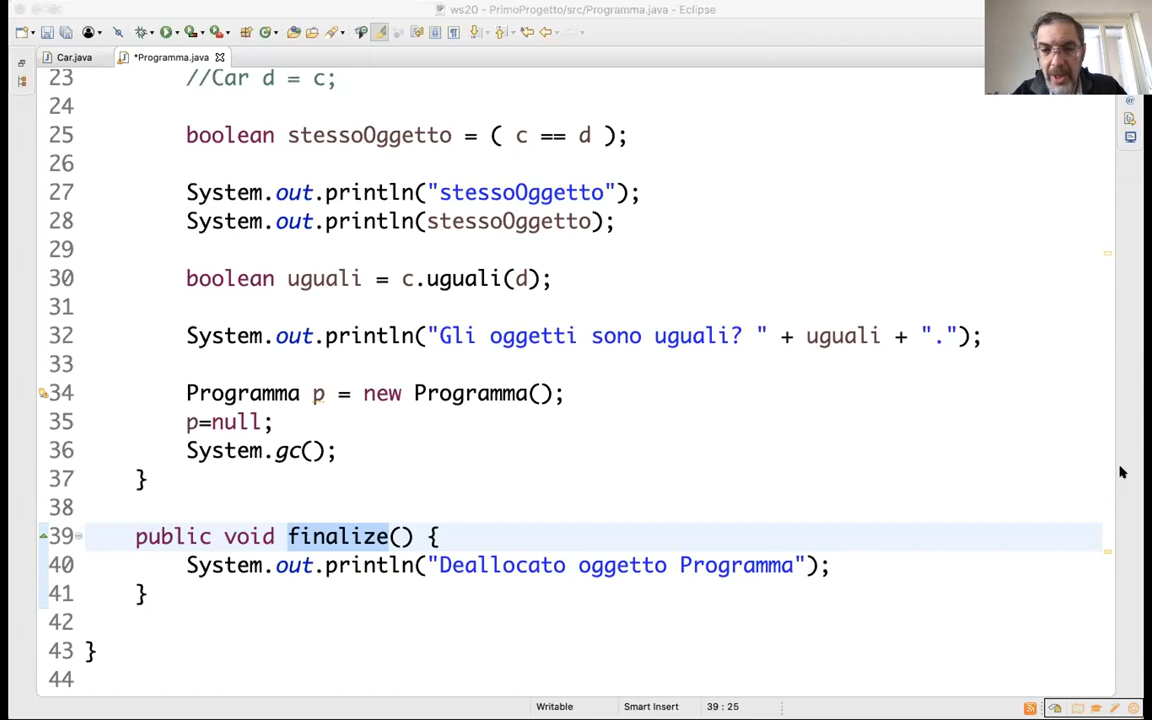 ws20 - PrimoProgetto/src/Programma.java - Eclipse
Car.java *Programma.java
23 //Car d = c;
24
25 boolean stessoOggetto = ( c == d );
26
27 System.out.println("stessoOggetto");
28 System.out.println(stessoOggetto);
29
30 boolean uguali = c.uguali(d);
31
32 System.out.println("Gli oggetti sono uguali? " + uguali + ".");
33
34 Programma p = new Programma();
35 p=null;
36 System.gc();
37 }
38
39 public void finalize() {
40 System.out.println("Deallocato oggetto Programma");
41 }
42
43 }
44
Writable Smart Insert 39 : 25